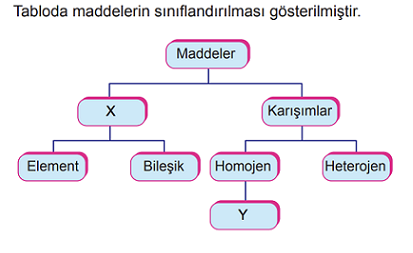 Tabloda maddelerin sınıflandırılması gösterilmiştir.
Maddeler
X
Karışımlar
Element
Bileşik
Homojen
Heterojen
Y